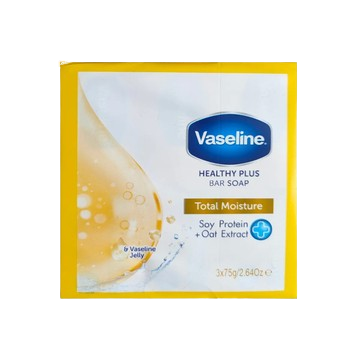 Vaseline.
HEALTHY PLUS
BAR SOAP
Total Moisture
Soy Protein
+ Oat Extract
& Vaseline
Jelly
3x75g/2.64Oz e